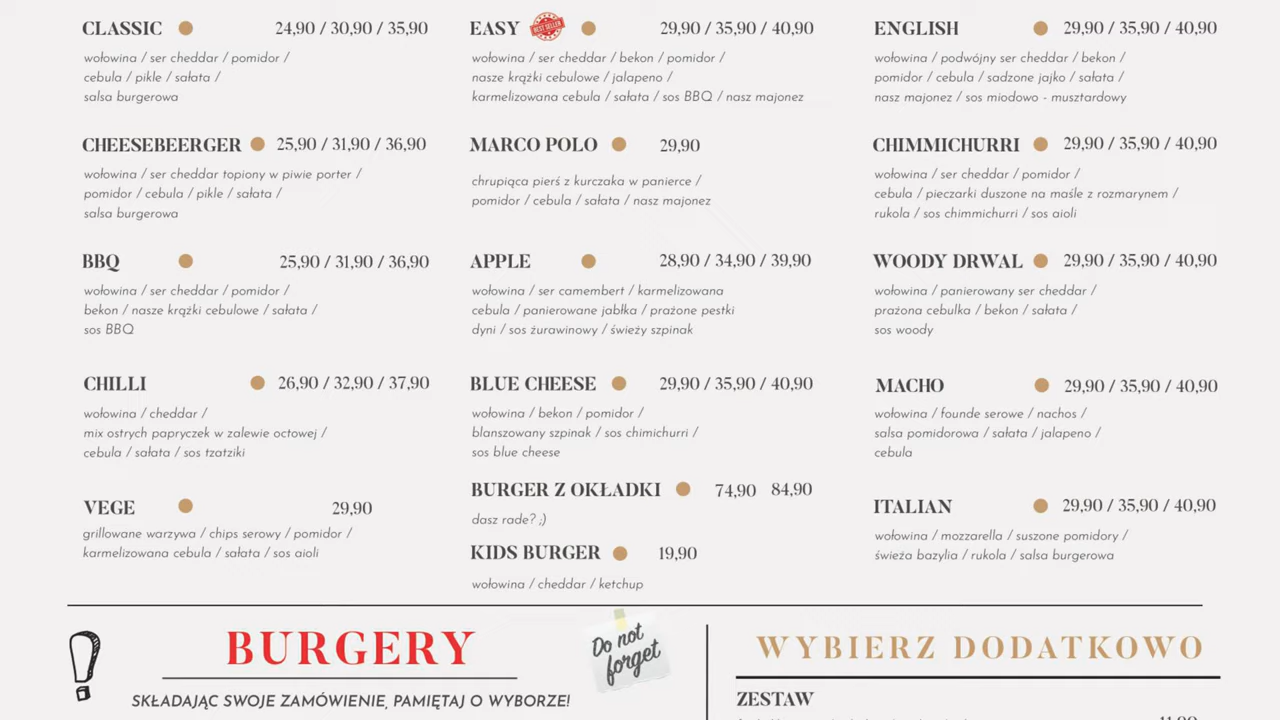 CLASSIC 24,90 / 30,90 / 35,90
wołowina / ser cheddar / pomidor /
cebula / pikle / sałata /
salsa burgerowa
CHEESEBEERGER 25,90 / 31,90 / 36,90
wołowina / ser cheddar topiony w piwie porter /
pomidor / cebula / pikle / sałata /
salsa burgerowa
BBQ 25,90 / 31,90 / 36,90
wołowina / ser cheddar / pomidor /
bekon / nasze krążki cebulowe / sałata /
sos BBQ
CHILLI 26,90 / 32,90 / 37,90
wołowina / cheddar /
mix ostrych papryczek w zalewie octowej /
cebula / sałata / sos tzatziki
VEGE 29,90
grillowane warzywa / chips serowy / pomidor /
karmelizowana cebula / sałata / sos aioli
EASY BEST SELLER 29,90 / 35,90 / 40,90
wołowina / ser cheddar / bekon / pomidor /
nasze krążki cebulowe / jalapeno /
karmelizowana cebula / sałata / sos BBQ / nasz majonez
MARCO POLO 29,90
chrupiąca pierś z kurczaka w panierce /
pomidor / cebula / sałata / nasz majonez
APPLE 28,90 / 34,90 / 39,90
wołowina / ser camembert / karmelizowana
cebula / panierowane jabłka / prażone pestki
dyni / sos żurawinowy / świeży szpinak
BLUE CHEESE 29,90 / 35,90 / 40,90
wołowina / bekon / pomidor /
blanszowany szpinak / sos chimichurri /
sos blue cheese
BURGER Z OKŁADKI 74,90 84,90
dasz rade? ;)
KIDS BURGER 19,90
wołowina / cheddar / ketchup
ENGLISH 29,90 / 35,90 / 40,90
wołowina / podwójny ser cheddar / bekon /
pomidor / cebula / sadzone jajko / sałata /
nasz majonez / sos miodowo - musztardowy
CHIMMICHURRI 29,90 / 35,90 / 40,90
wołowina / ser cheddar / pomidor /
cebula / pieczarki duszone na maśle z rozmarynem /
rukola / sos chimmichurri / sos aioli
WOODY DRWAL 29,90 / 35,90 / 40,90
wołowina / panierowany ser cheddar /
prażona cebulka / bekon / sałata /
sos woody
MACHO 29,90 / 35,90 / 40,90
wołowina / founde serowe / nachos /
salsa pomidorowa / sałata / jalapeno /
cebula
ITALIAN 29,90 / 35,90 / 40,90
wołowina / mozzarella / suszone pomidory /
świeża bazylia / rukola / salsa burgerowa
BURGERY
SKŁADAJĄC SWOJE ZAMÓWIENIE, PAMIĘTAJ O WYBORZE!
Do not
forget
WYBIERZ DODATKOWO
ZESTAW